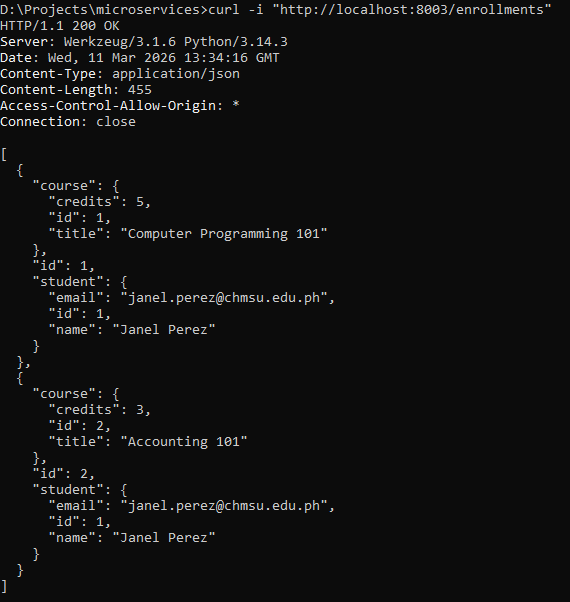 D:\Projects\microservices>curl -i "http://localhost:8003/enrollments"
HTTP/1.1 200 OK
Server: Werkzeug/3.1.6 Python/3.14.3
Date: Wed, 11 Mar 2026 13:34:16 GMT
Content-Type: application/json
Content-Length: 455
Access-Control-Allow-Origin: *
Connection: close

[
  {
    "course": {
      "credits": 5,
      "id": 1,
      "title": "Computer Programming 101"
    },
    "id": 1,
    "student": {
      "email": "janel.perez@chmsu.edu.ph",
      "id": 1,
      "name": "Janel Perez"
    }
  },
  {
    "course": {
      "credits": 3,
      "id": 2,
      "title": "Accounting 101"
    },
    "id": 2,
    "student": {
      "email": "janel.perez@chmsu.edu.ph",
      "id": 1,
      "name": "Janel Perez"
    }
  }
]